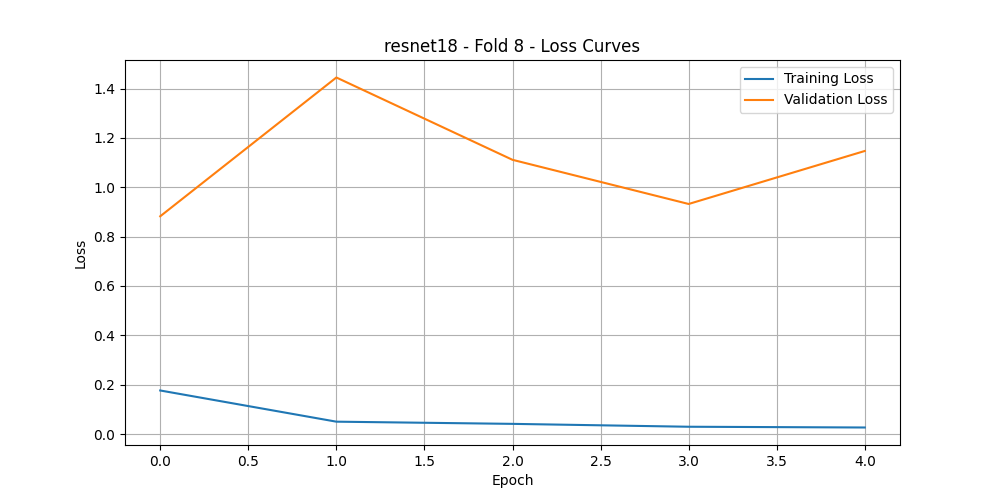 resnet18 - Fold 8 - Loss Curves
Training Loss
Validation Loss
Loss
1.4
1.2
1.0
0.8
0.6
0.4
0.2
0.0
0.0 0.5 1.0 1.5 2.0 2.5 3.0 3.5 4.0
Epoch